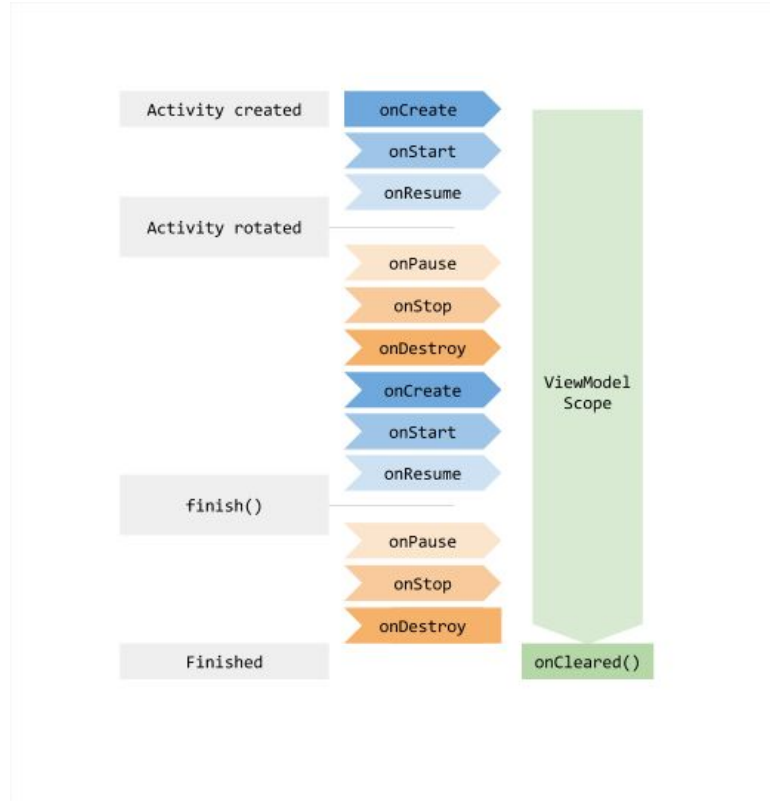 Activity created
onCreate
onStart
onResume
Activity rotated
onPause
onStop
onDestroy
onCreate
onStart
onResume
ViewModel
Scope
finish()
onPause
onStop
onDestroy
Finished
onCleared()